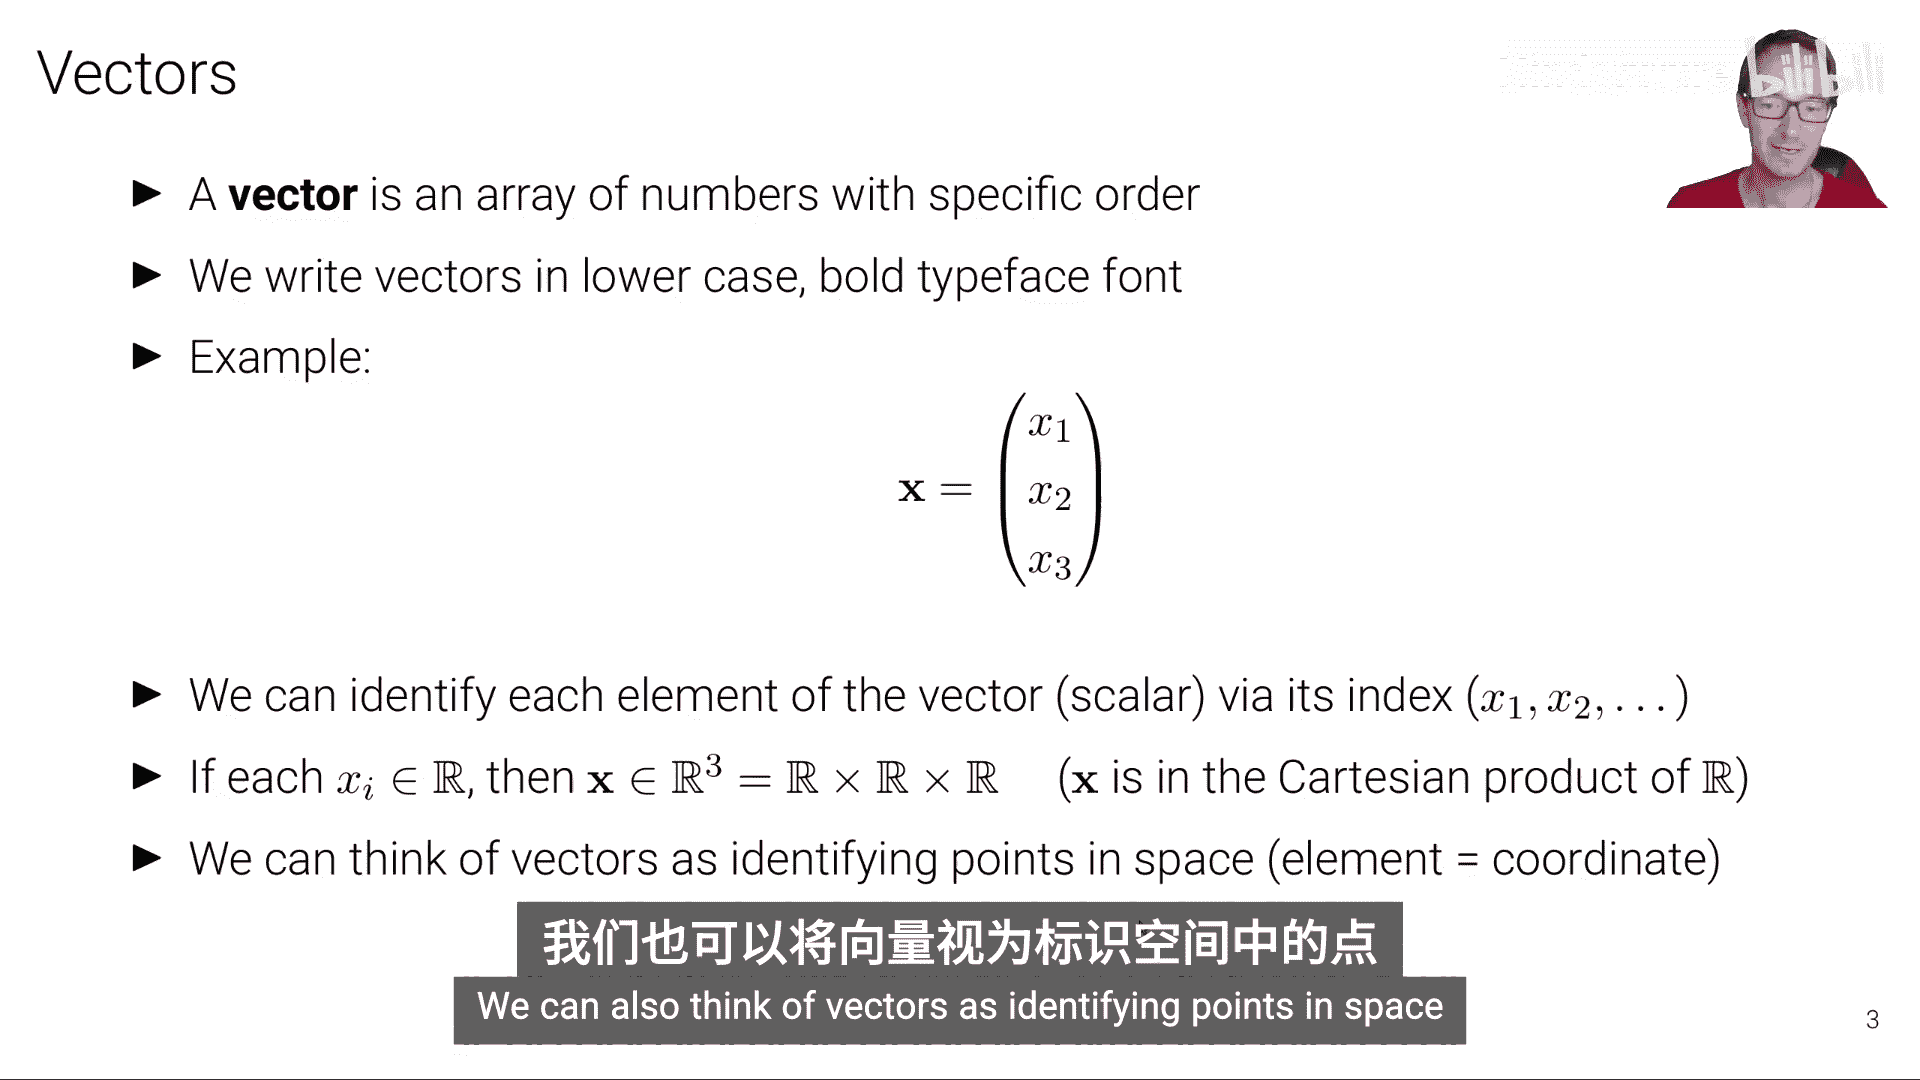 Vectors
bilibili
▶ A vector is an array of numbers with specific order
▶ We write vectors in lower case, bold typeface font
▶ Example:
x = (x₁
x₂
x₃)
▶ We can identify each element of the vector (scalar) via its index (x₁, x₂, . . . )
▶ If each xᵢ ∈ ℝ, then x ∈ ℝ³ = ℝ × ℝ × ℝ (x is in the Cartesian product of ℝ)
▶ We can think of vectors as identifying points in space (element = coordinate)
我们也可以将向量视为标识空间中的点
We can also think of vectors as identifying points in space
3